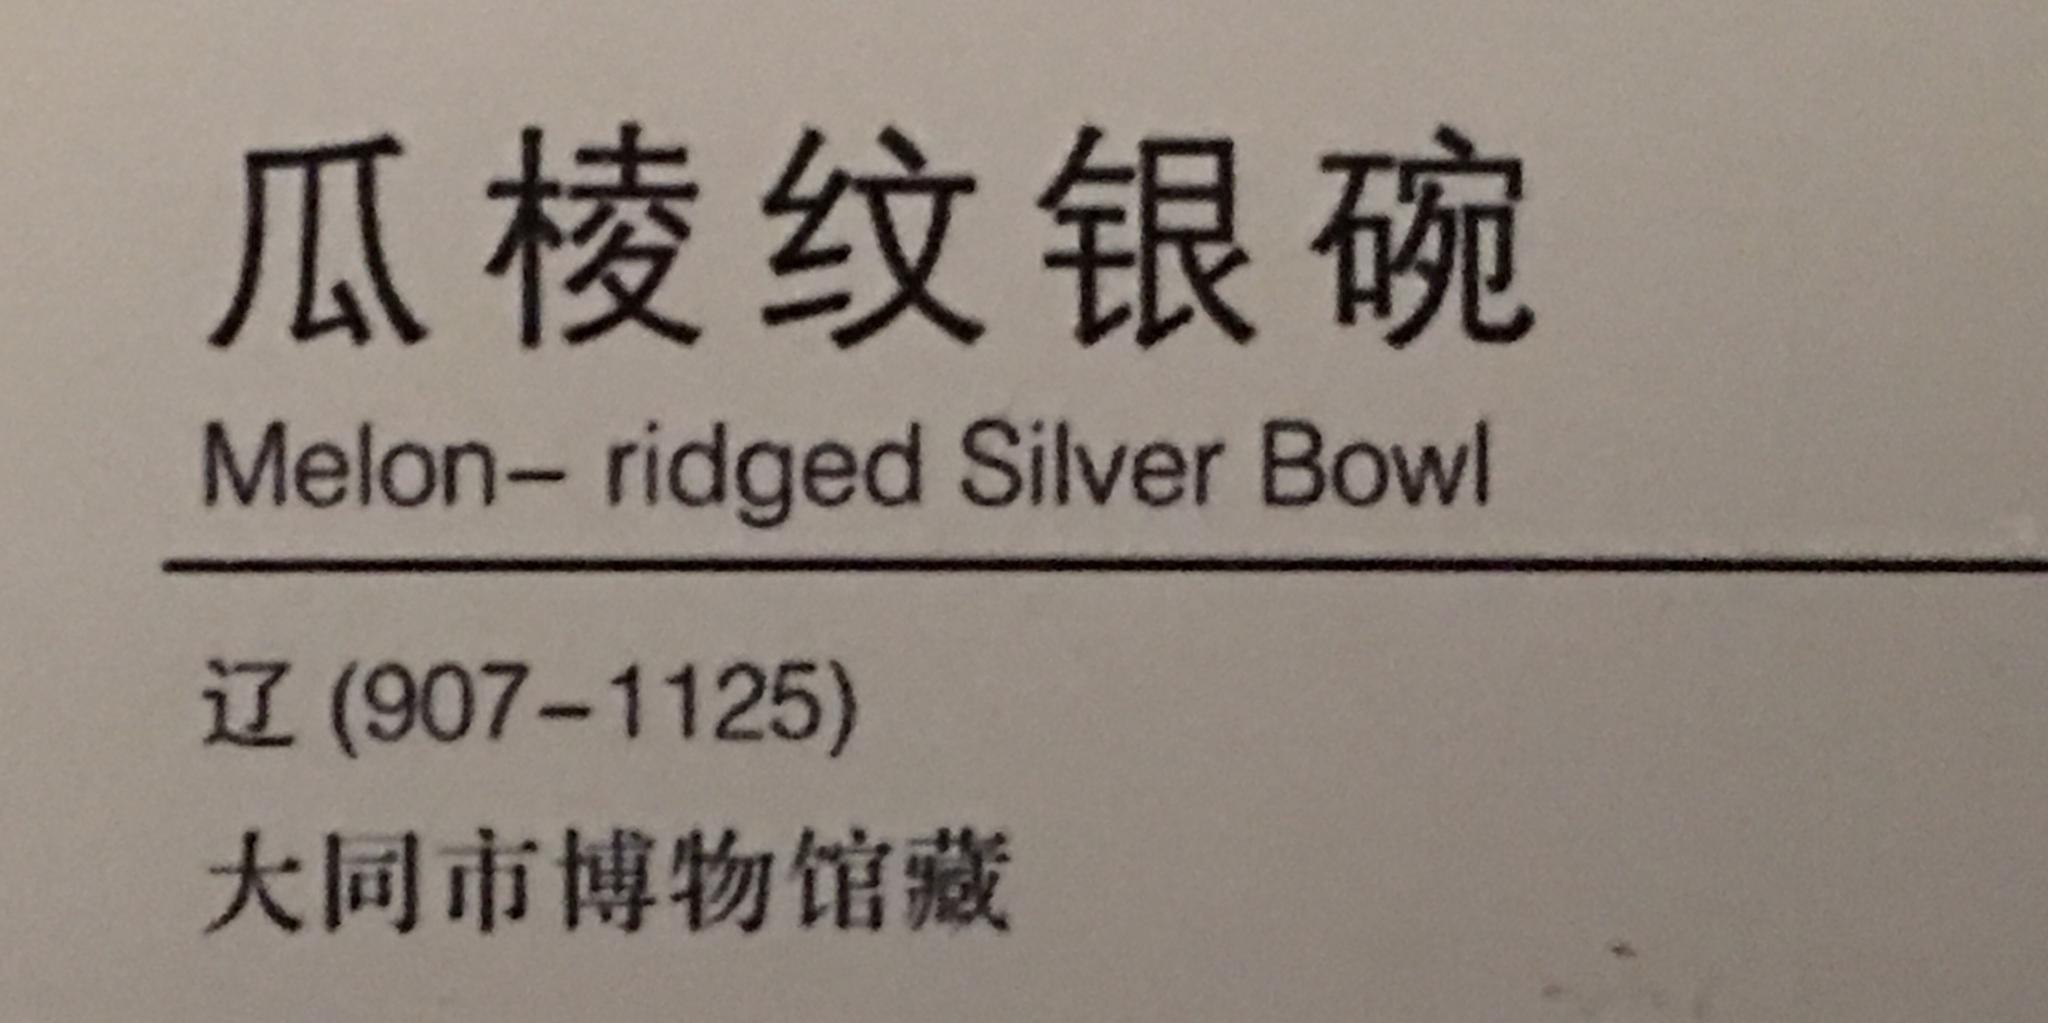 瓜棱纹银碗
Melon- ridged Silver Bowl
辽 (907-1125)
大同市博物馆藏